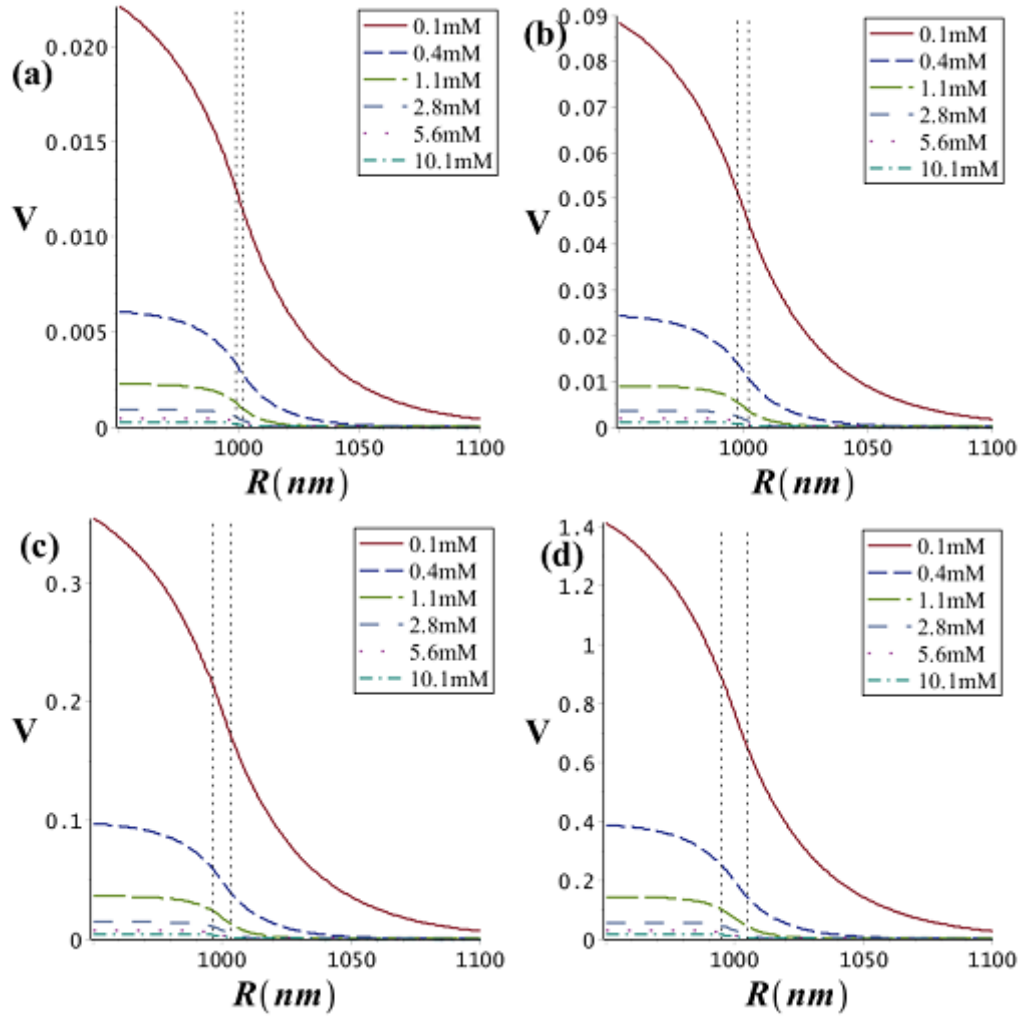 (a)
0.020
0.015
V
0.010
0.005
0
1000
1050
1100
R(nm)
0.1mM
0.4mM
1.1mM
2.8mM
5.6mM
10.1mM
(b)
0.09
0.08
0.07
0.06
0.05
V
0.04
0.03
0.02
0.01
0
1000
1050
1100
R(nm)
0.1mM
0.4mM
1.1mM
2.8mM
5.6mM
10.1mM
(c)
0.3
0.2
V
0.1
0
1000
1050
1100
R(nm)
0.1mM
0.4mM
1.1mM
2.8mM
5.6mM
10.1mM
(d)
1.4
1.2
1
0.8
V
0.6
0.4
0.2
0
1000
1050
1100
R(nm)
0.1mM
0.4mM
1.1mM
2.8mM
5.6mM
10.1mM